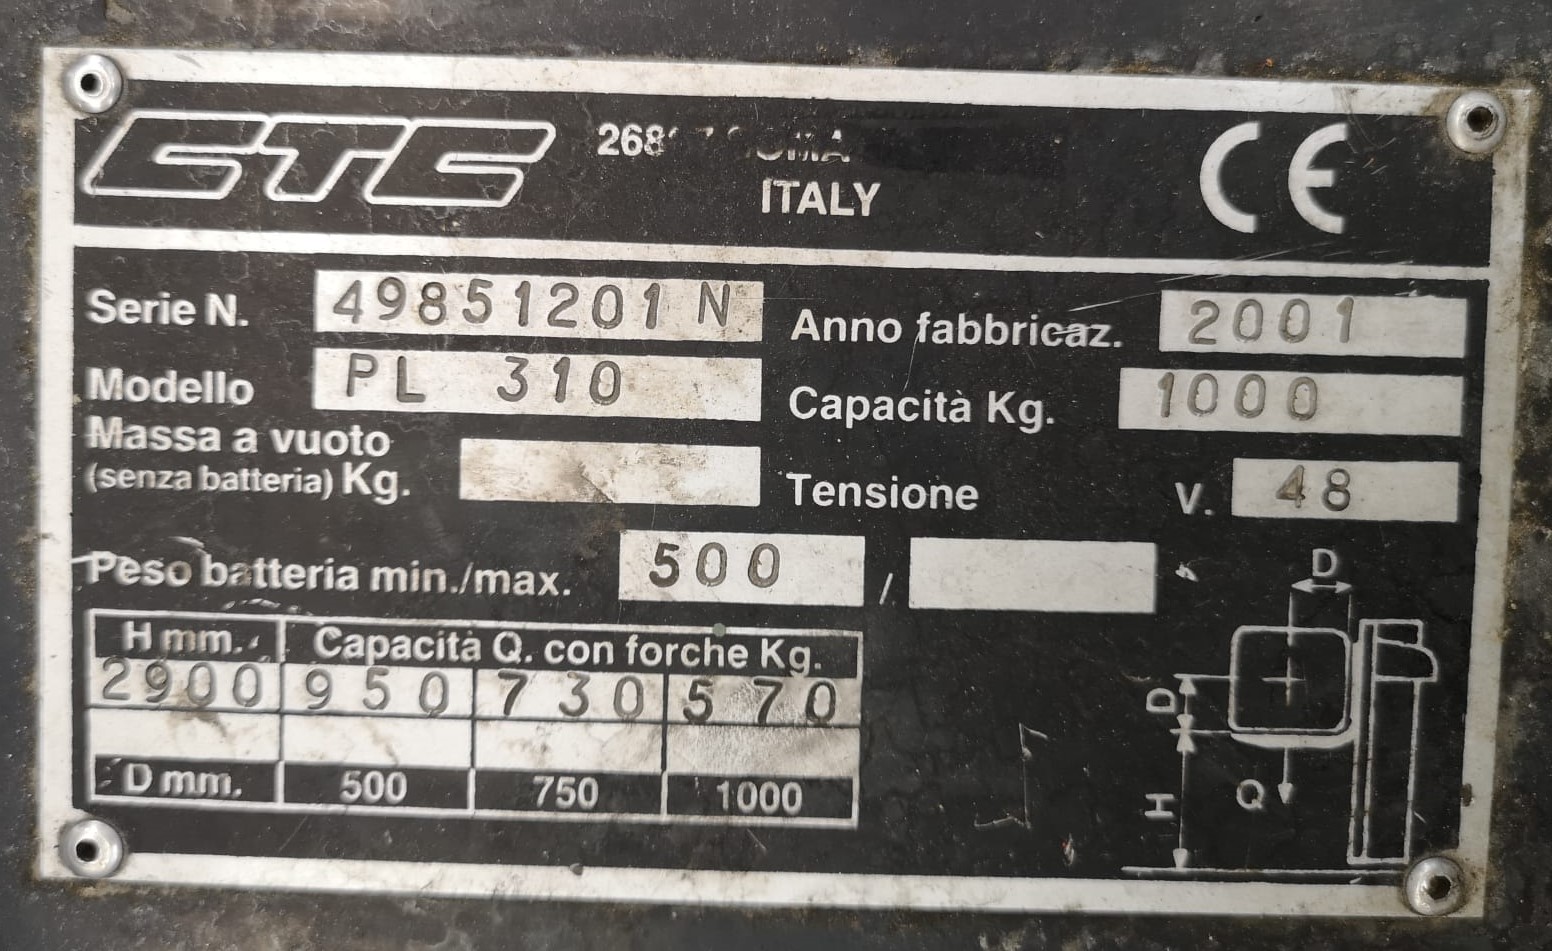 CTC
ITALY
CE
Serie N. 49851201 N Anno fabbricaz. 2001
Modello PL 310 Capacità Kg. 1000
Massa a vuoto
(senza batteria) Kg. Tensione V. 48
Peso batteria min./max. 500 /
H mm. Capacità Q. con forche Kg.
2900 950 730 570
D mm. 500 750 1000
D
D
H
Q